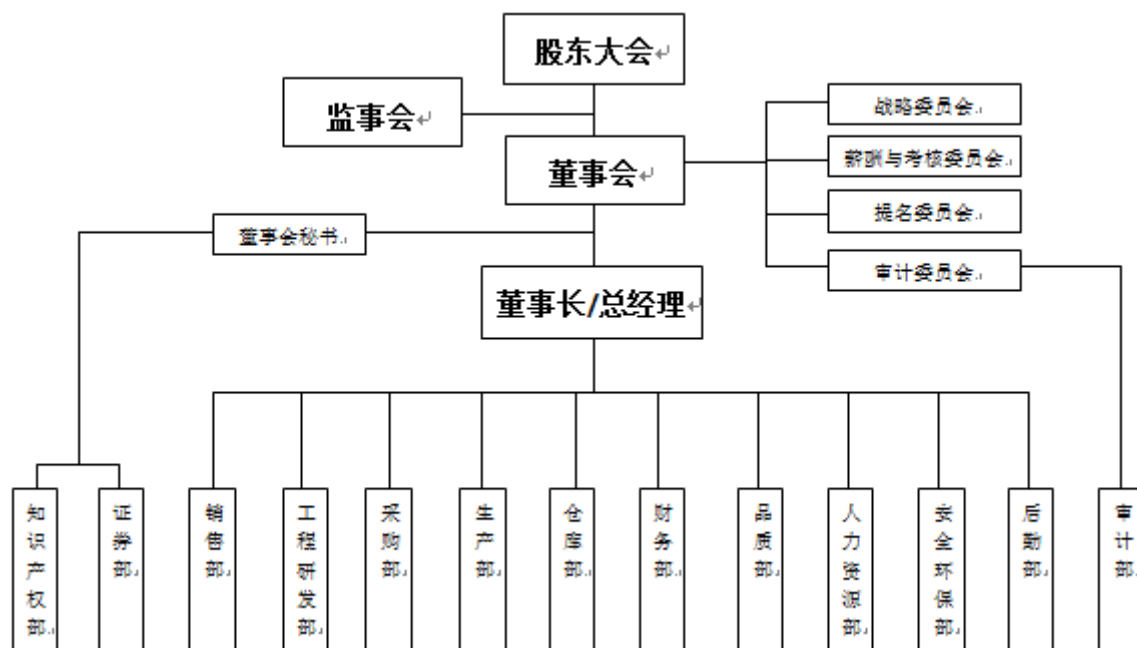 股东大会
监事会
战略委员会
薪酬与考核委员会
董事会
提名委员会
董事会秘书
审计委员会
董事长/总经理
知识产权部
证券部
销售部
工程研发部
采购部
生产部
仓库部
财务部
品质部
人力资源部
安全环保部
后勤部
审计部